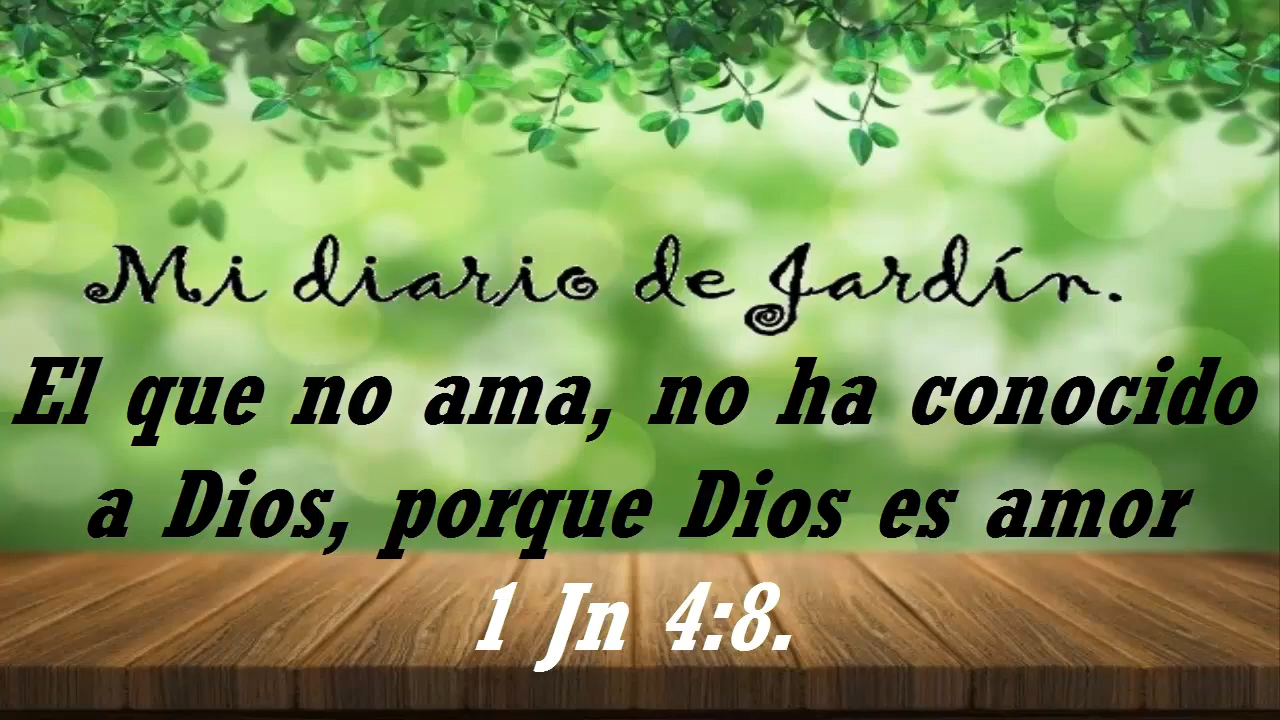 Mi diario de Jardín.
El que no ama, no ha conocido
a Dios, porque Dios es amor
1 Jn 4:8.